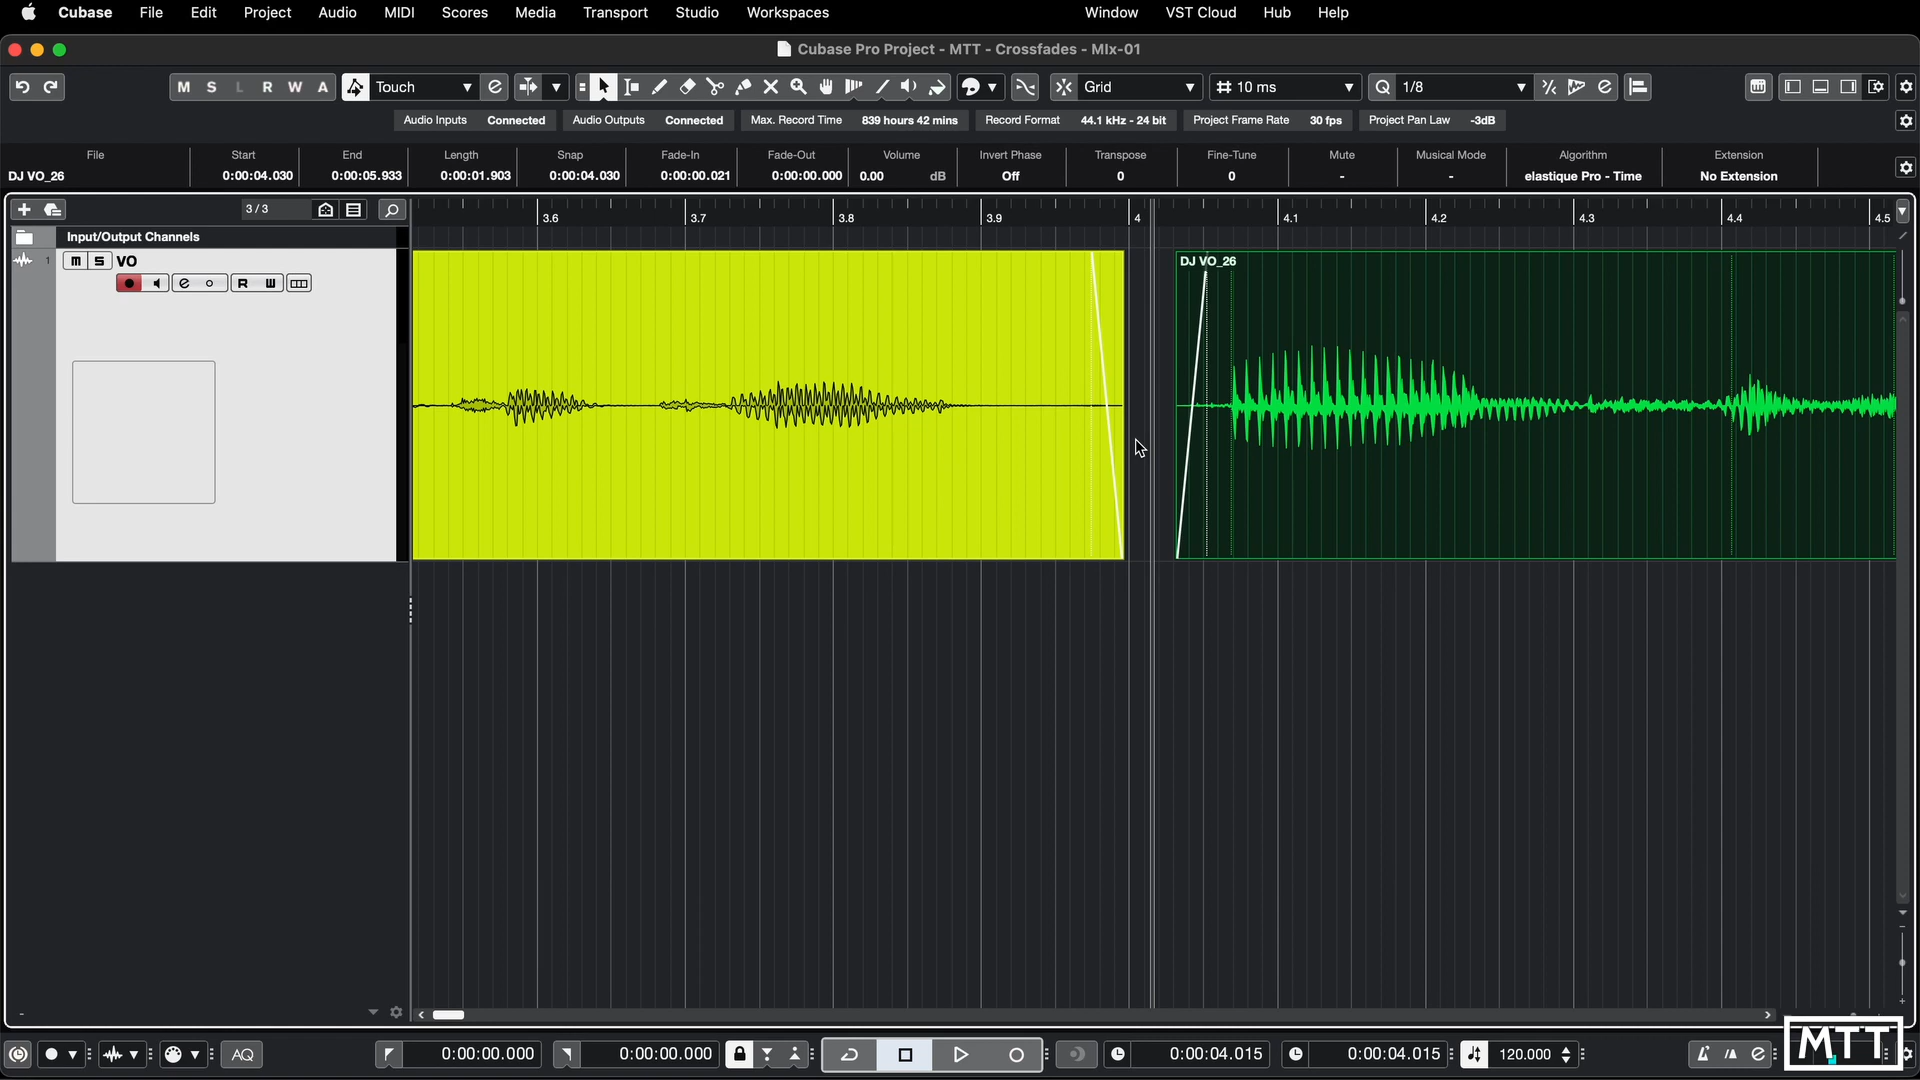 Cubase File Edit Project Audio MIDI Scores Media Transport Studio Workspaces Window VST Cloud Hub Help
Cubase Pro Project - MTT - Crossfades - MIx-01
M S L R W A Touch Grid 10 ms Q 1/8
Audio Inputs Connected Audio Outputs Connected Max. Record Time 839 hours 42 mins Record Format 44.1 kHz - 24 bit Project Frame Rate 30 fps Project Pan Law -3dB
File Start End Length Snap Fade-In Fade-Out Volume Invert Phase Transpose Fine-Tune Mute Musical Mode Algorithm Extension
DJ VO_26 0:00:04.030 0:00:05.933 0:00:01.903 0:00:04.030 0:00:00.021 0:00:00.000 0.00 dB Off 0 0 - - elastique Pro - Time No Extension
3 / 3 3.6 3.7 3.8 3.9 4 4.1 4.2 4.3 4.4 4.5
Input/Output Channels
1 m S VO
DJ VO_26
e R W
AQ 0:00:00.000 0:00:00.000 0:00:04.015 0:00:04.015 120.000
MTT